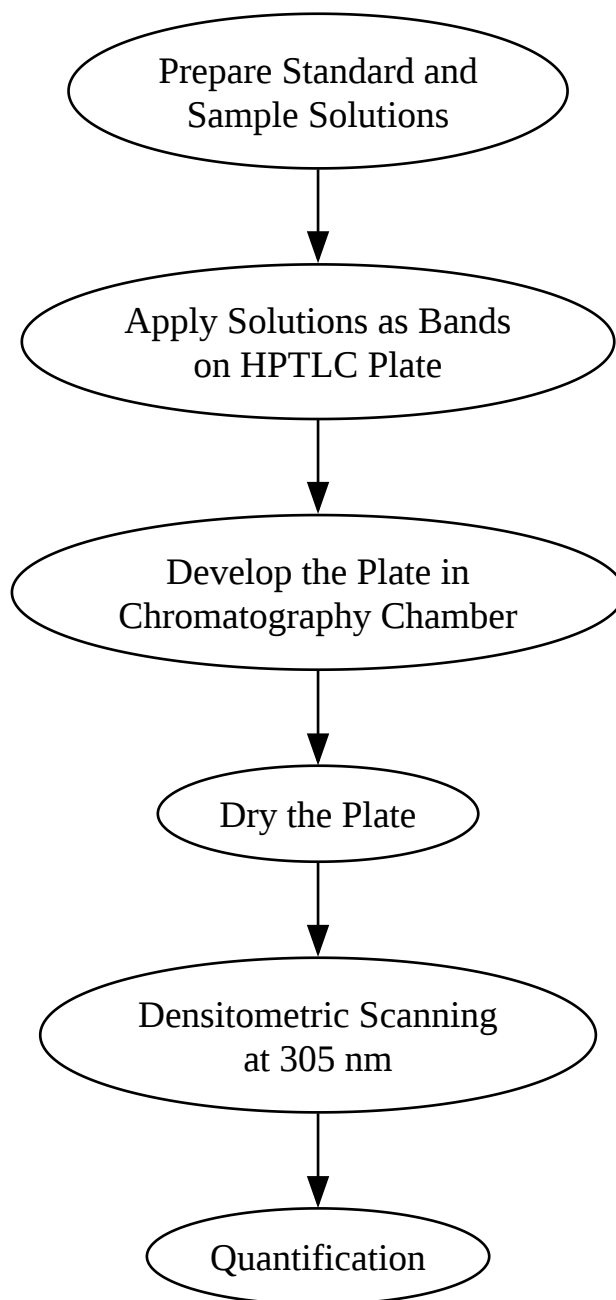 Prepare Standard and
Sample Solutions
Apply Solutions as Bands
on HPTLC Plate
Develop the Plate in
Chromatography Chamber
Dry the Plate
Densitometric Scanning
at 305 nm
Quantification